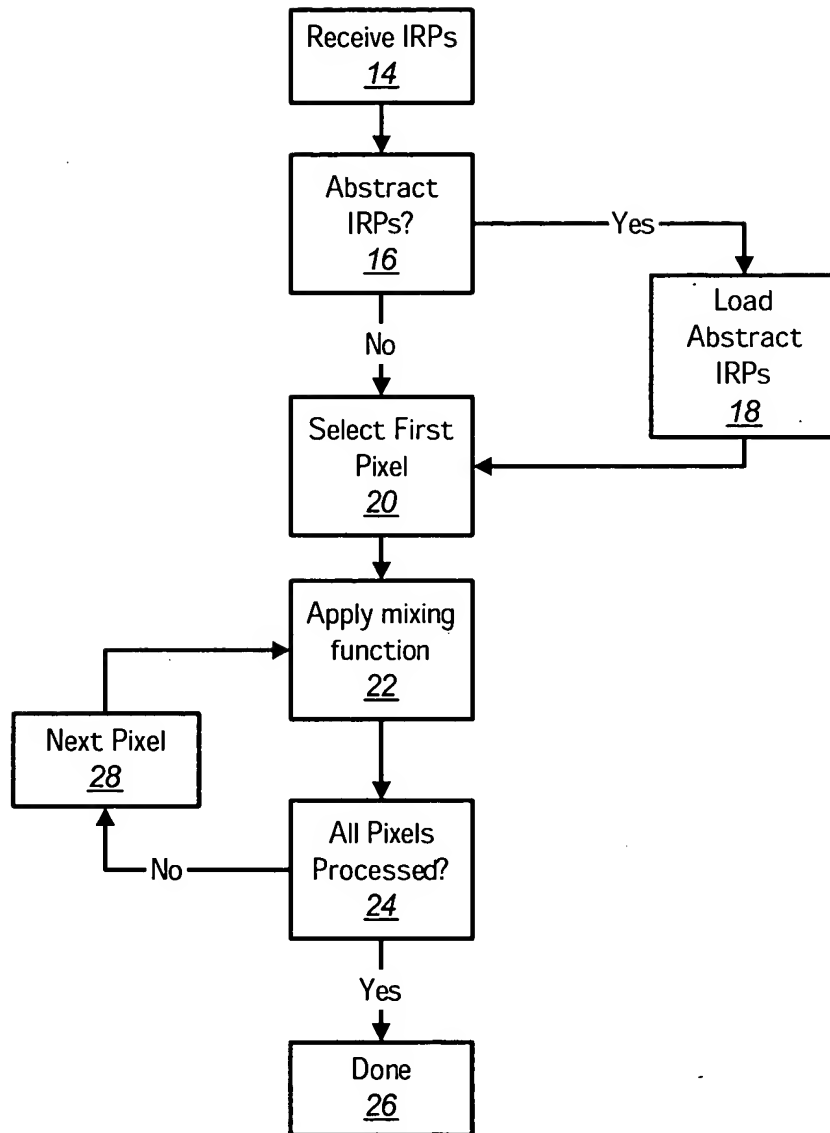 Receive IRPs
14
Abstract
IRPs?
16
Yes
Load
Abstract
IRPs
18
No
Select First
Pixel
20
Apply mixing
function
22
Next Pixel
28
All Pixels
Processed?
24
No
Yes
Done
26